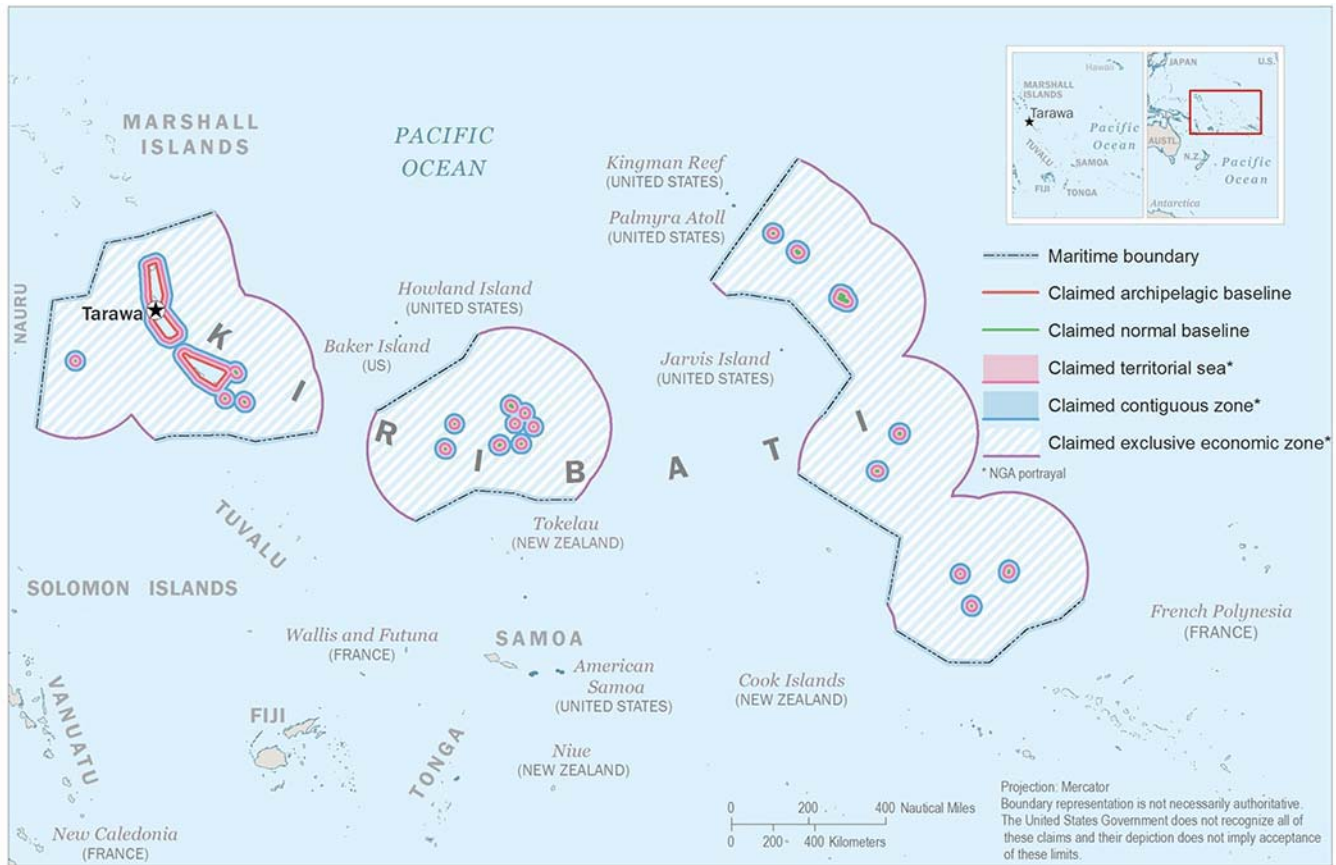 MARSHALL
ISLANDS
PACIFIC
OCEAN
Kingman Reef
(UNITED STATES)
Palmyra Atoll
(UNITED STATES)
Hawaii
MARSHALL
ISLANDS
Tarawa
Pacific
Ocean
TUVALU
SAMOA
FIJI
TONGA
JAPAN
U.S.
AUSTL.
N.Z.
Pacific
Ocean
Antarctica
Maritime boundary
Claimed archipelagic baseline
Claimed normal baseline
Claimed territorial sea*
Claimed contiguous zone*
Claimed exclusive economic zone*
* NGA portrayal
NAURU
Tarawa
Howland Island
(UNITED STATES)
Baker Island
(US)
Jarvis Island
(UNITED STATES)
K I R I B A T I
Tokelau
(NEW ZEALAND)
TUVALU
SOLOMON ISLANDS
Wallis and Futuna
(FRANCE)
SAMOA
American
Samoa
(UNITED STATES)
Cook Islands
(NEW ZEALAND)
French Polynesia
(FRANCE)
VANUATU
FIJI
TONGA
Niue
(NEW ZEALAND)
New Caledonia
(FRANCE)
0 200 400 Nautical Miles
0 200 400 Kilometers
Projection: Mercator
Boundary representation is not necessarily authoritative.
The United States Government does not recognize all of
these claims and their depiction does not imply acceptance
of these limits.